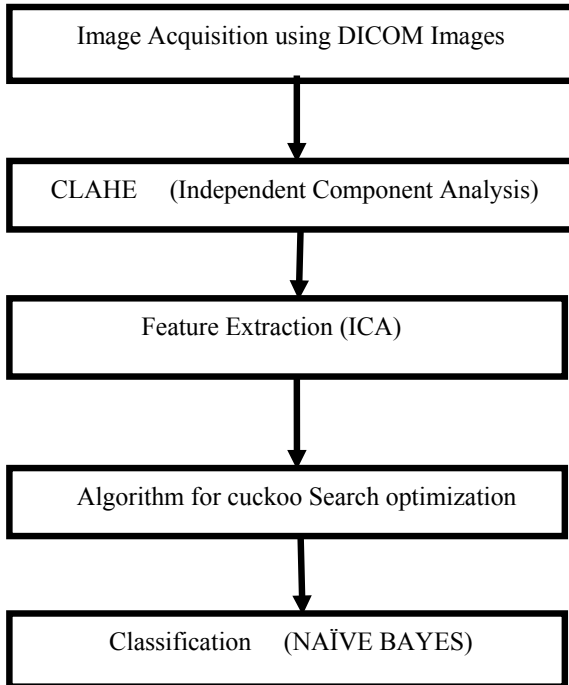 Image Acquisition using DICOM Images
CLAHE (Independent Component Analysis)
Feature Extraction (ICA)
Algorithm for cuckoo Search optimization
Classification (NAÏVE BAYES)